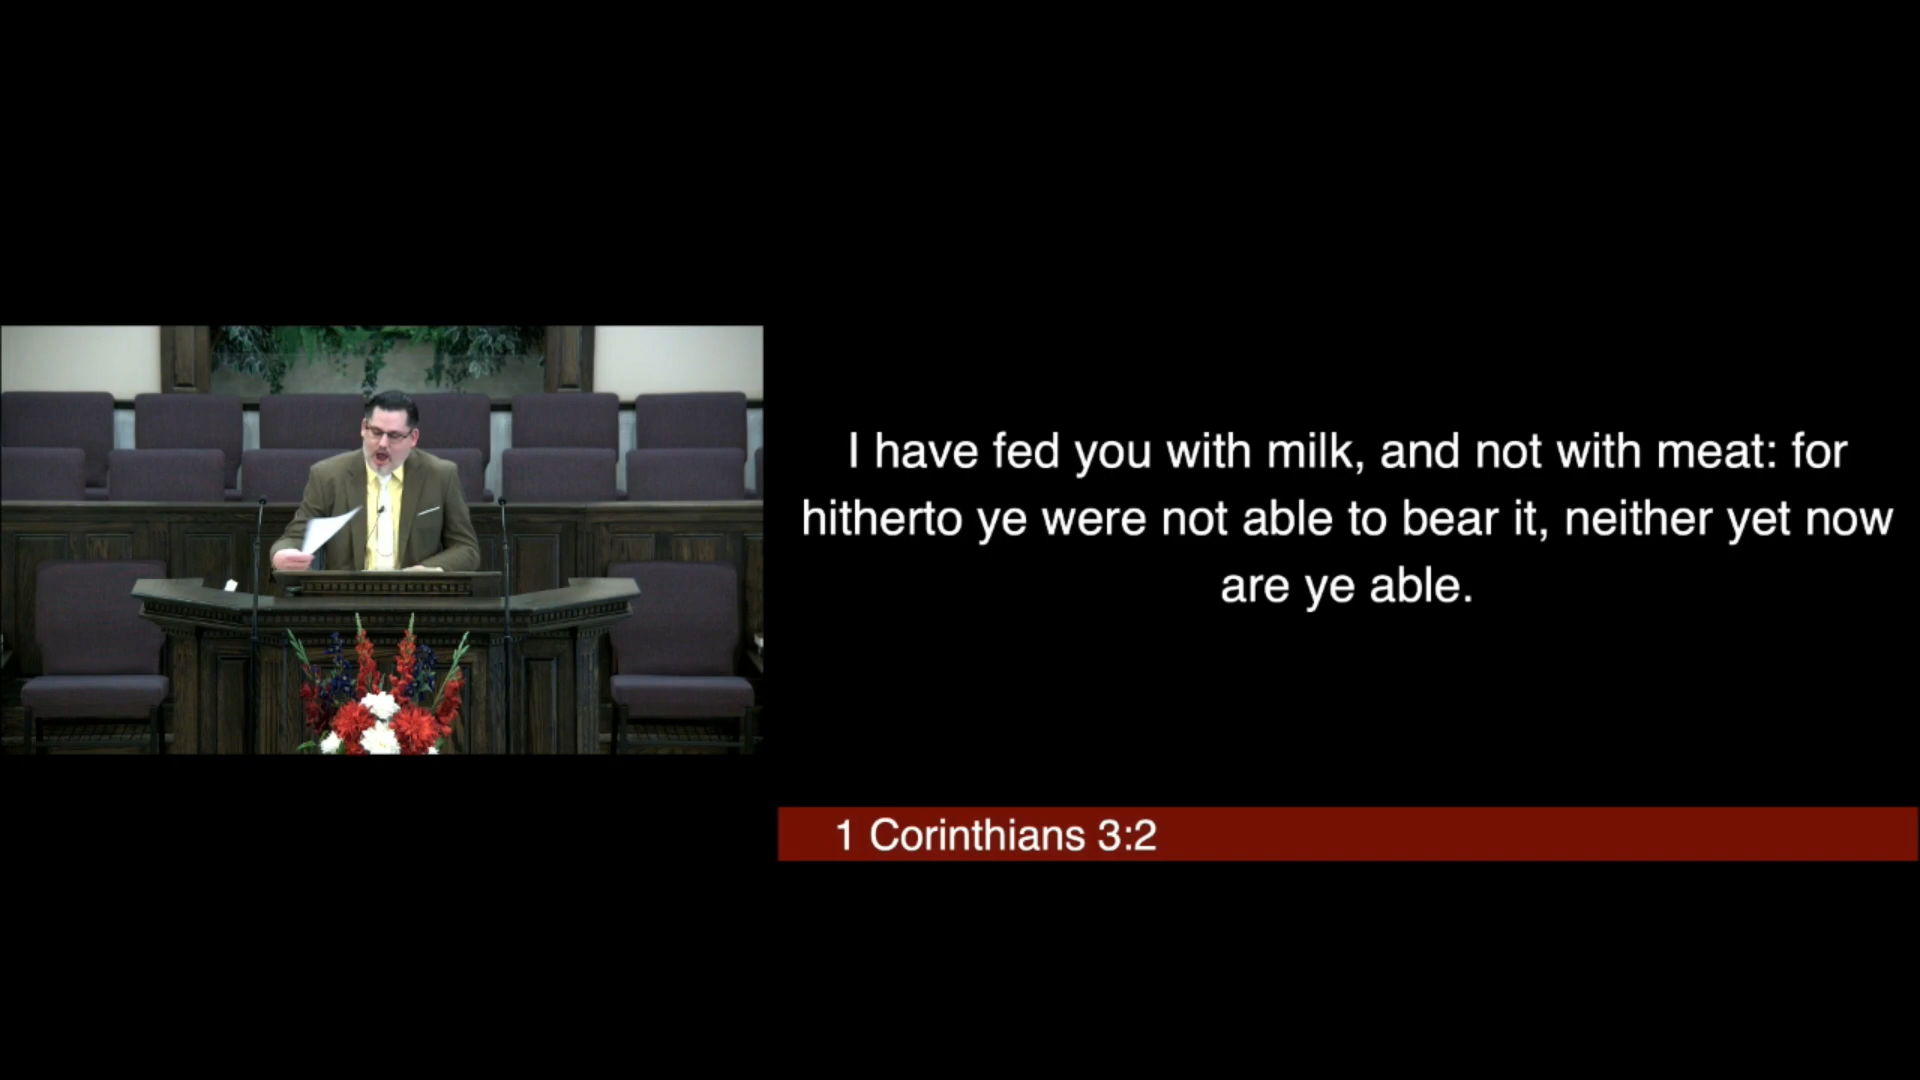 I have fed you with milk, and not with meat: for
hitherto ye were not able to bear it, neither yet now
are ye able.
1 Corinthians 3:2